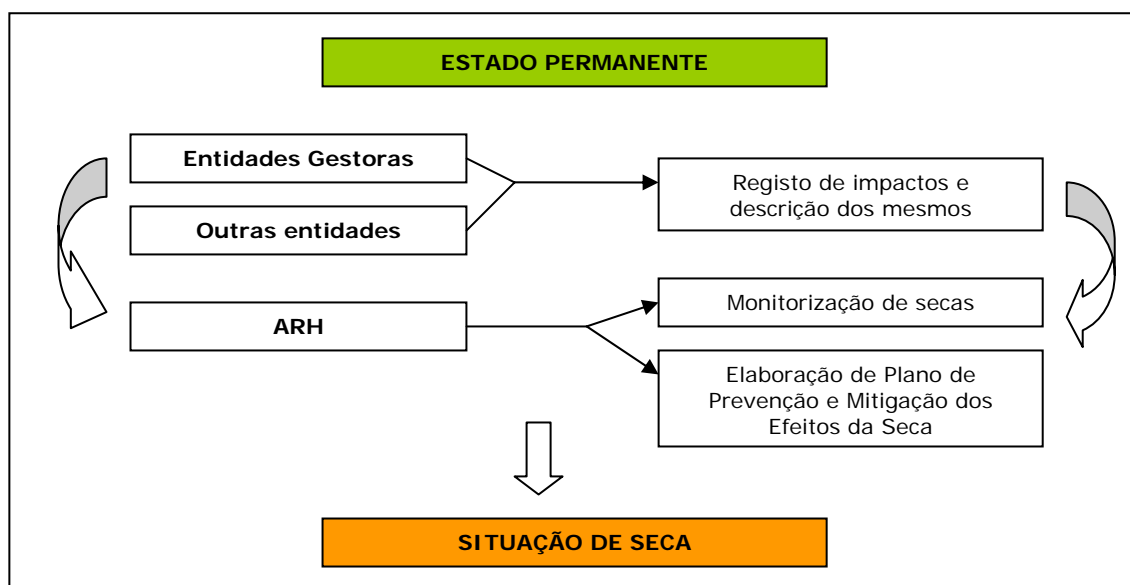 ESTADO PERMANENTE
Entidades Gestoras
Outras entidades
Registo de impactos e
descrição dos mesmos
ARH
Monitorização de secas
Elaboração de Plano de
Prevenção e Mitigação dos
Efeitos da Seca
SITUAÇÃO DE SECA